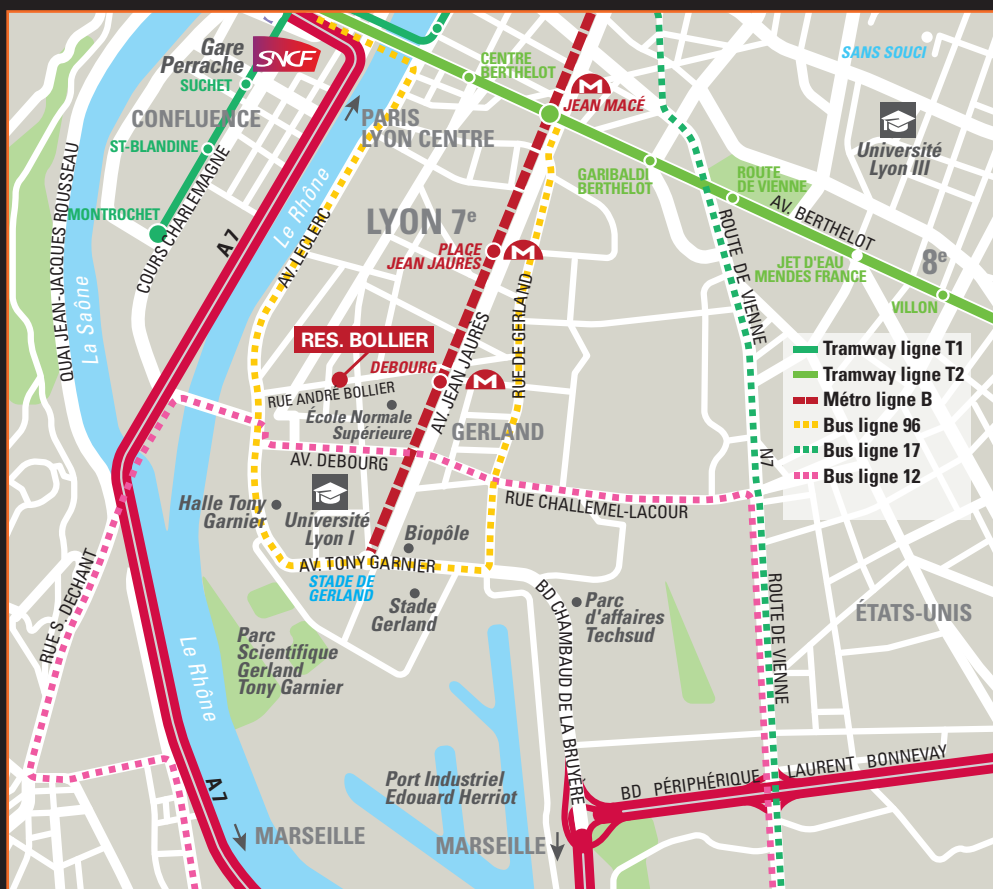 Gare
Perrache
SNCF
SUCHET
CONFLUENCE
ST-BLANDINE
MONTROCHET
COURS CHARLEMAGNE
QUAI JEAN-JACQUES ROUSSEAU
La Saône
A 7
Le Rhône
PARIS
LYON CENTRE
AV. LECLERC
CENTRE
BERTHELOT
M
JEAN MACÉ
SANS SOUCI
Université
Lyon III
GARIBALDI
BERTHELOT
ROUTE
DE VIENNE
AV. BERTHELOT
LYON 7e
PLACE
JEAN JAURÈS
M
ROUTE DE VIENNE
JET D'EAU
MENDES FRANCE
8e
VILLON
RES. BOLLIER
DEBOURG
M
AV. JEAN JAURÈS
RUE DE GERLAND
RUE ANDRÉ BOLLIER
École Normale
Supérieure
GERLAND
Tramway ligne T1
Tramway ligne T2
Métro ligne B
Bus ligne 96
Bus ligne 17
Bus ligne 12
N7
AV. DEBOURG
RUE CHALLEMEL-LACOUR
Halle Tony
Garnier
Université
Lyon I
Biopôle
AV. TONY GARNIER
STADE DE
GERLAND
Stade
Gerland
RUE S. DECHANT
BD CHAMBAUD DE LA BRUYÈRE
Parc
d'affaires
Techsud
ROUTE DE VIENNE
ÉTATS-UNIS
Parc
Scientifique
Gerland
Tony Garnier
Le Rhône
A 7
MARSEILLE
Port Industriel
Edouard Herriot
MARSEILLE
BD PÉRIPHÉRIQUE LAURENT BONNEVAY